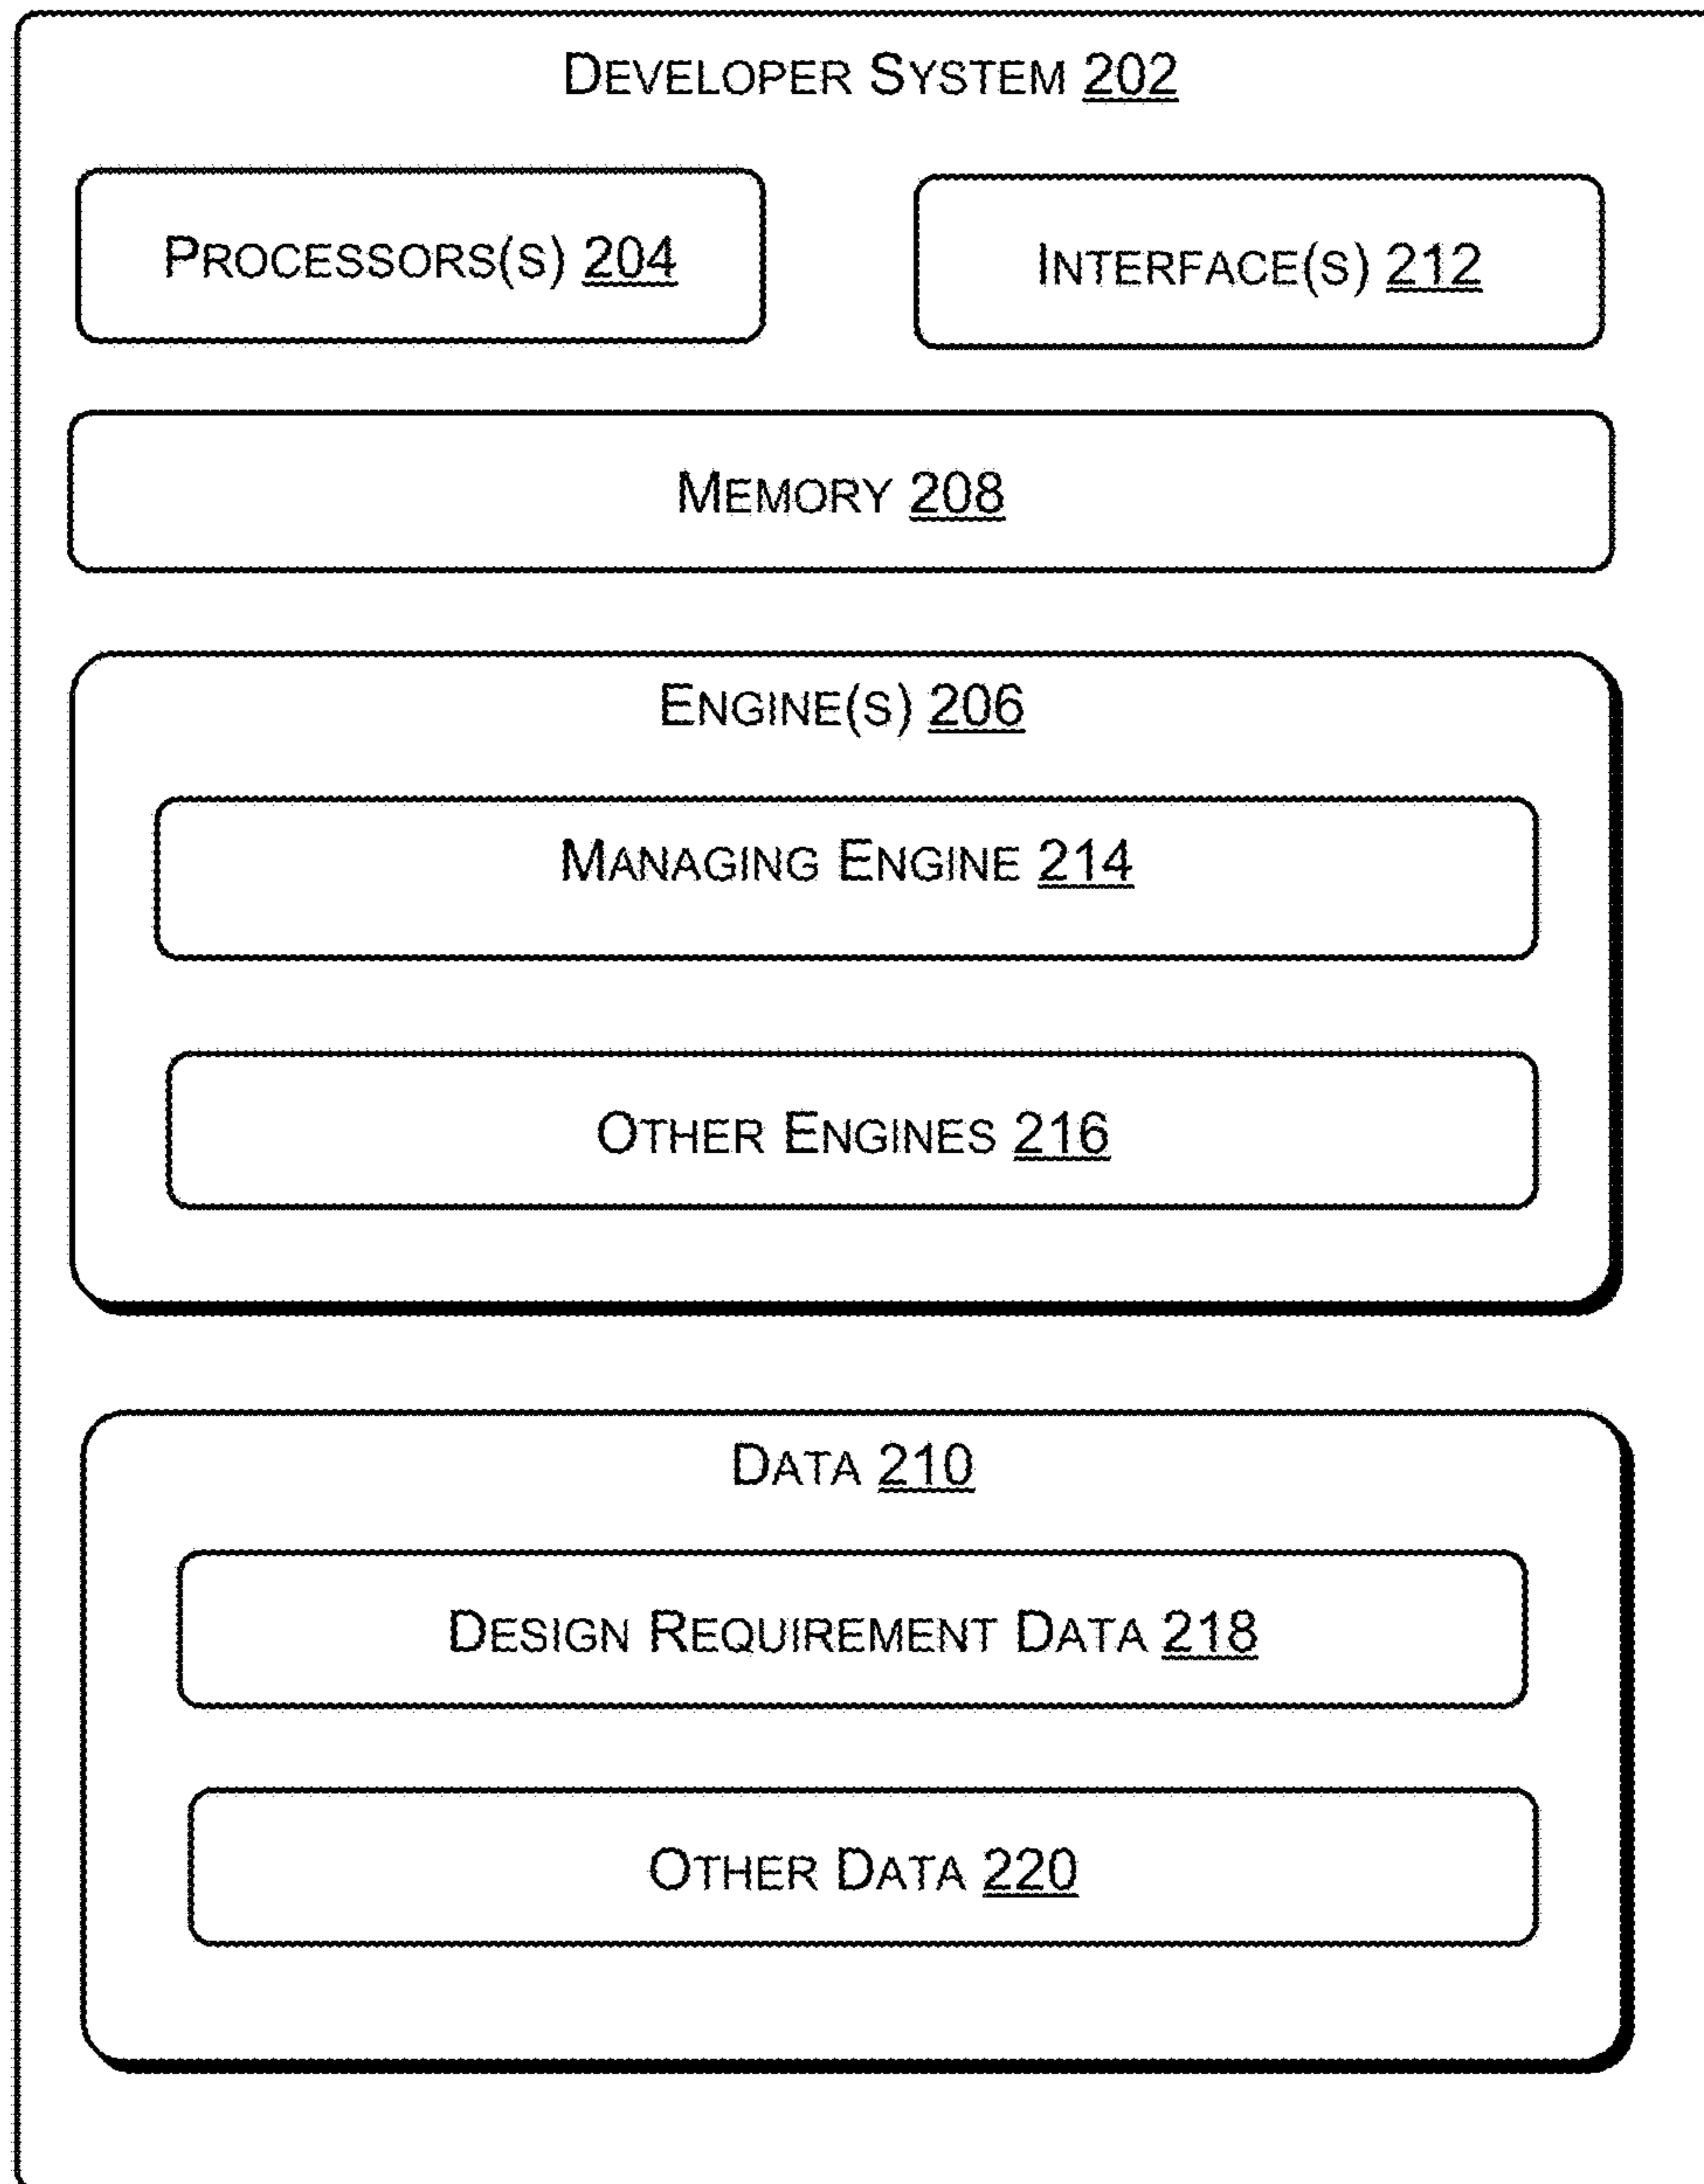 DEVELOPER SYSTEM 202
PROCESSORS(S) 204
INTERFACE(S) 212
MEMORY 208
ENGINE(S) 206
MANAGING ENGINE 214
OTHER ENGINES 216
DATA 210
DESIGN REQUIREMENT DATA 218
OTHER DATA 220